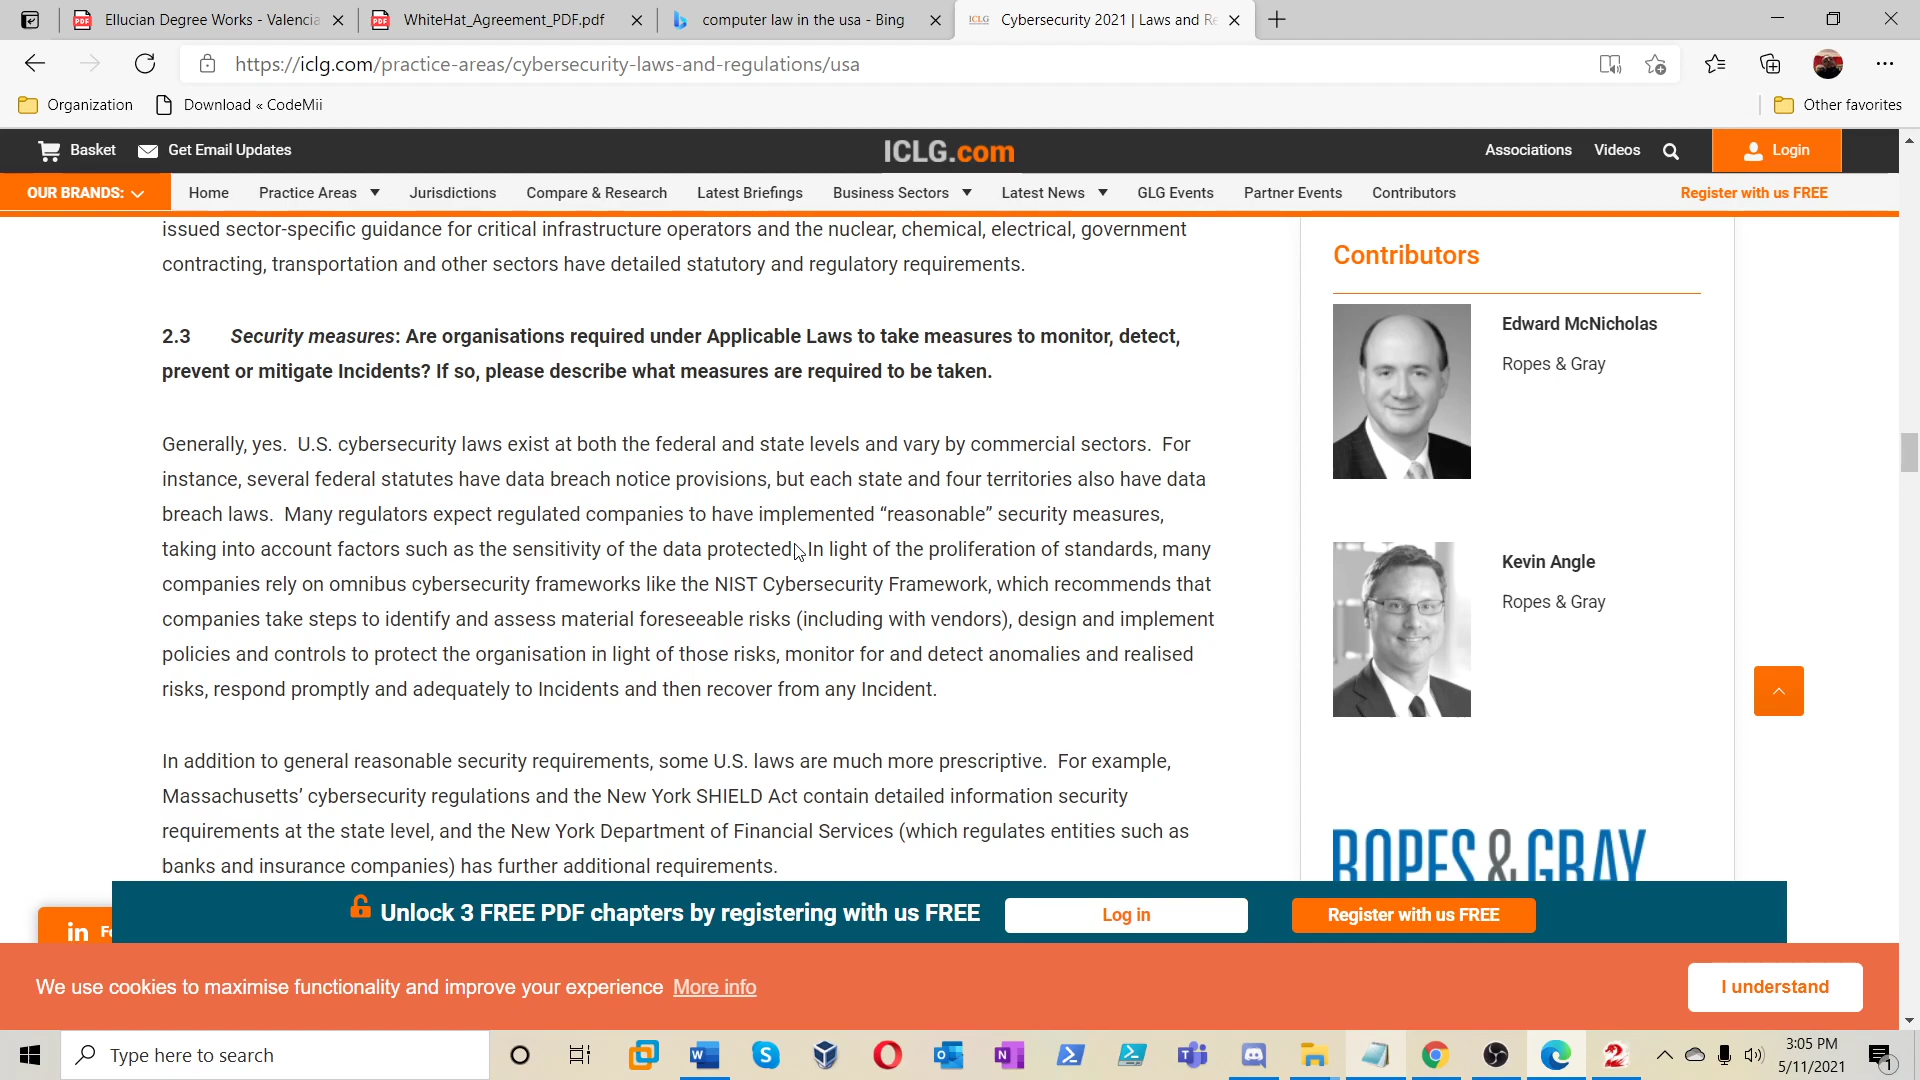 Ellucian Degree Works - Valencia
WhiteHat_Agreement_PDF.pdf
computer law in the usa - Bing
ICLG Cybersecurity 2021 | Laws and Re
https://iclg.com/practice-areas/cybersecurity-laws-and-regulations/usa
Organization
Download « CodeMii
Other favorites
Basket
Get Email Updates
ICLG.com
Associations
Videos
Login
OUR BRANDS:
Home
Practice Areas
Jurisdictions
Compare & Research
Latest Briefings
Business Sectors
Latest News
GLG Events
Partner Events
Contributors
Register with us FREE
issued sector-specific guidance for critical infrastructure operators and the nuclear, chemical, electrical, government
contracting, transportation and other sectors have detailed statutory and regulatory requirements.
2.3 Security measures: Are organisations required under Applicable Laws to take measures to monitor, detect,
prevent or mitigate Incidents? If so, please describe what measures are required to be taken.
Generally, yes. U.S. cybersecurity laws exist at both the federal and state levels and vary by commercial sectors. For
instance, several federal statutes have data breach notice provisions, but each state and four territories also have data
breach laws. Many regulators expect regulated companies to have implemented “reasonable” security measures,
taking into account factors such as the sensitivity of the data protected. In light of the proliferation of standards, many
companies rely on omnibus cybersecurity frameworks like the NIST Cybersecurity Framework, which recommends that
companies take steps to identify and assess material foreseeable risks (including with vendors), design and implement
policies and controls to protect the organisation in light of those risks, monitor for and detect anomalies and realised
risks, respond promptly and adequately to Incidents and then recover from any Incident.
In addition to general reasonable security requirements, some U.S. laws are much more prescriptive. For example,
Massachusetts’ cybersecurity regulations and the New York SHIELD Act contain detailed information security
requirements at the state level, and the New York Department of Financial Services (which regulates entities such as
banks and insurance companies) has further additional requirements.
Contributors
Edward McNicholas
Ropes & Gray
Kevin Angle
Ropes & Gray
ROPES & GRAY
in Fo
Unlock 3 FREE PDF chapters by registering with us FREE
Log in
Register with us FREE
We use cookies to maximise functionality and improve your experience More info
I understand
Type here to search
3:05 PM
5/11/2021
1